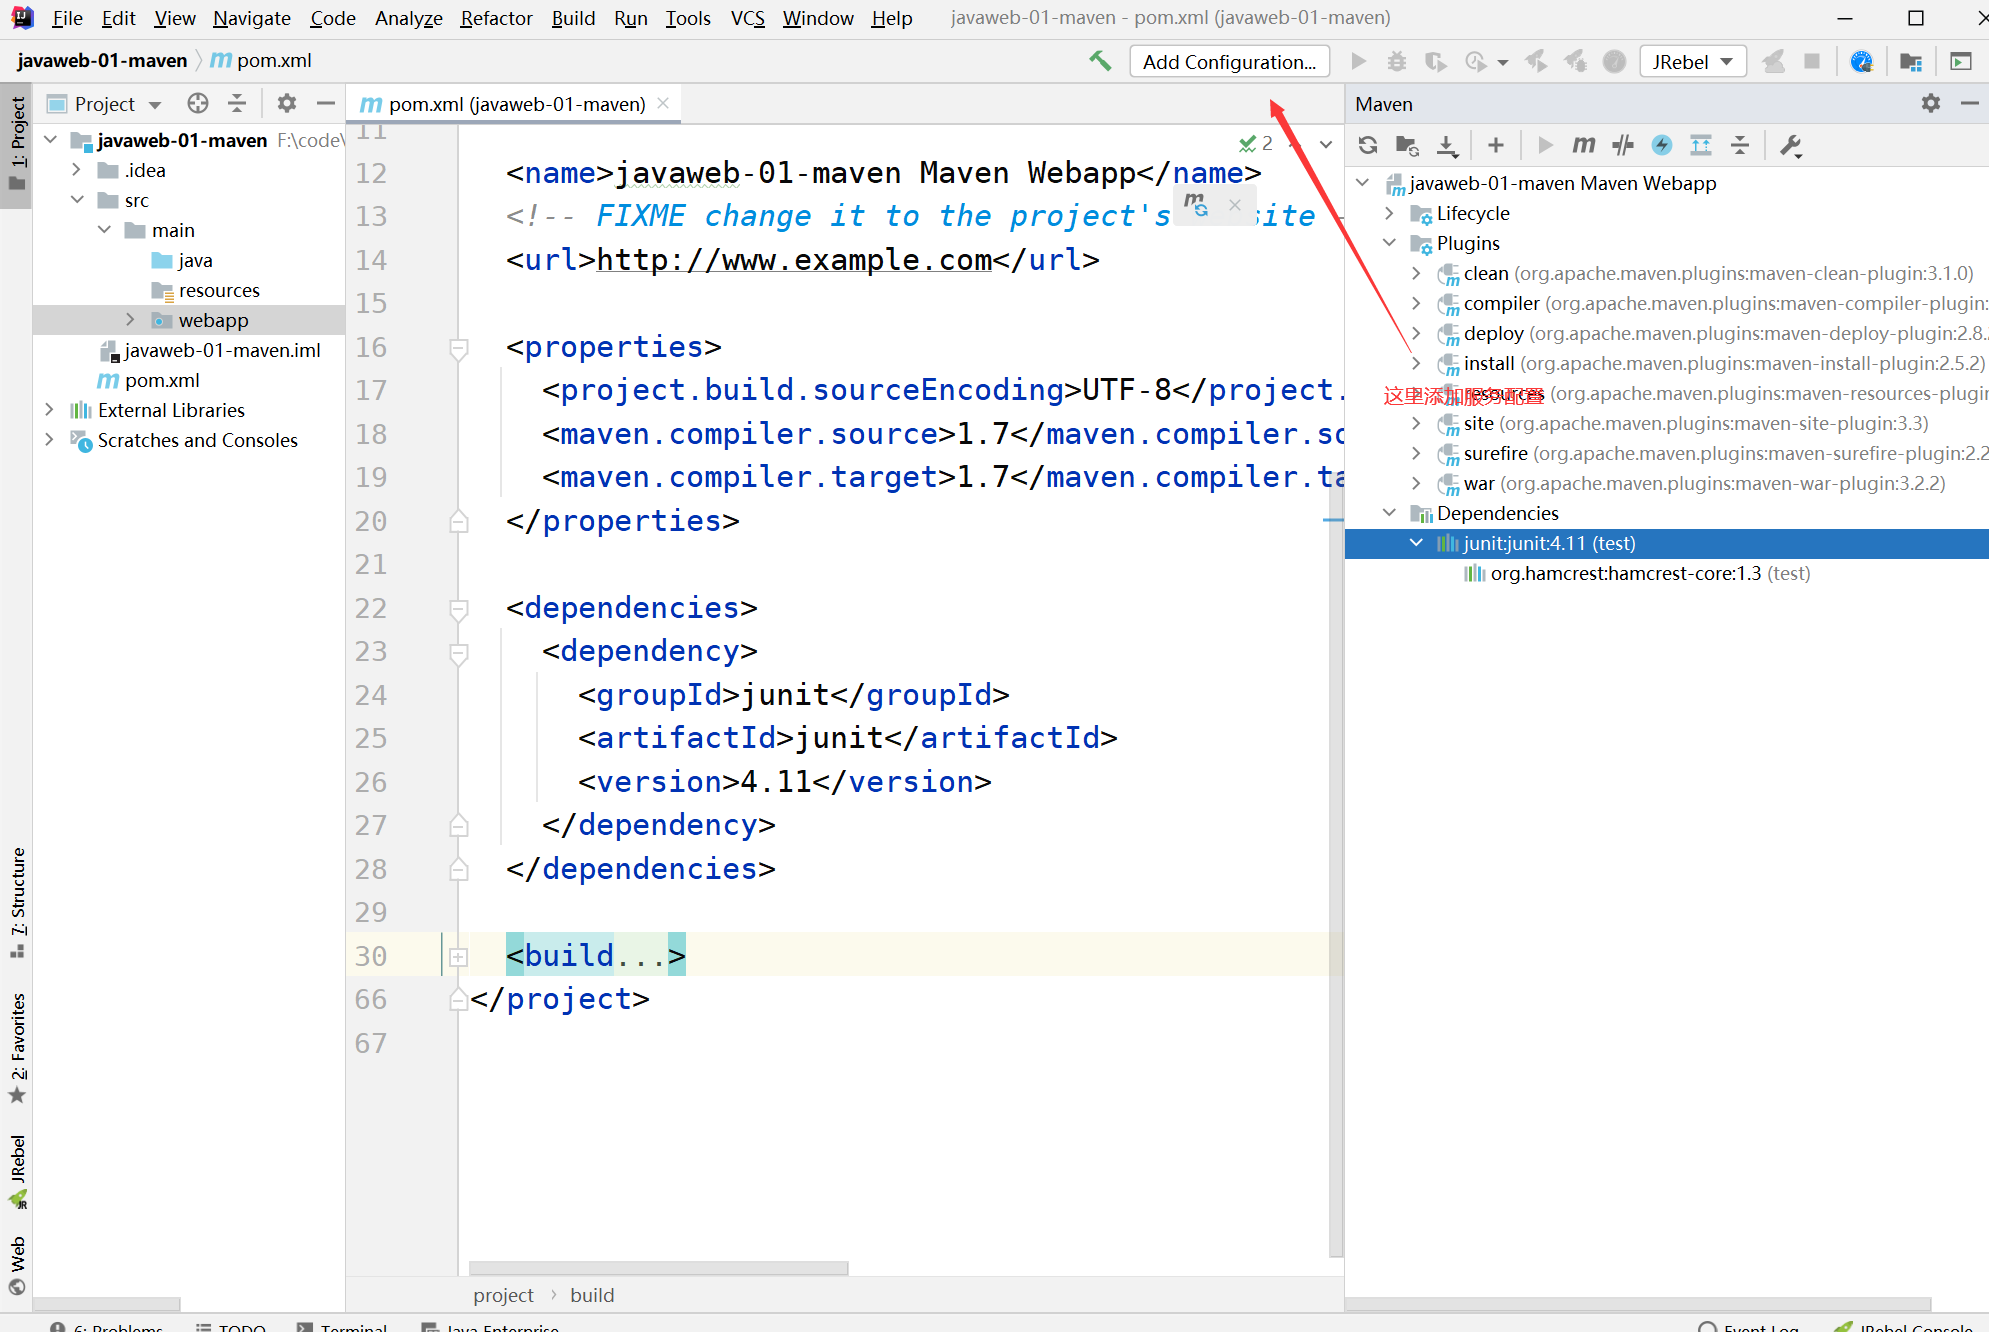 File Edit View Navigate Code Analyze Refactor Build Run Tools VCS Window Help javaweb-01-maven - pom.xml (javaweb-01-maven)
javaweb-01-maven pom.xml Add Configuration... JRebel
Project pom.xml (javaweb-01-maven) Maven
1: Project
7: Structure
2: Favorites
JRebel
Web
javaweb-01-maven F:\code\
.idea
src
main
java
resources
webapp
javaweb-01-maven.iml
pom.xml
External Libraries
Scratches and Consoles
2
11
12 <name>javaweb-01-maven Maven Webapp</name>
13 <!-- FIXME change it to the project's site
14 <url>http://www.example.com</url>
15
16 <properties>
17 <project.build.sourceEncoding>UTF-8</project.
18 <maven.compiler.source>1.7</maven.compiler.so
19 <maven.compiler.target>1.7</maven.compiler.ta
20 </properties>
21
22 <dependencies>
23 <dependency>
24 <groupId>junit</groupId>
25 <artifactId>junit</artifactId>
26 <version>4.11</version>
27 </dependency>
28 </dependencies>
29
30 <build...>
66 </project>
67
project › build
javaweb-01-maven Maven Webapp
Lifecycle
Plugins
clean (org.apache.maven.plugins:maven-clean-plugin:3.1.0)
compiler (org.apache.maven.plugins:maven-compiler-plugin:
deploy (org.apache.maven.plugins:maven-deploy-plugin:2.8.
install (org.apache.maven.plugins:maven-install-plugin:2.5.2)
这里添加服务配置
resources (org.apache.maven.plugins:maven-resources-plugin
site (org.apache.maven.plugins:maven-site-plugin:3.3)
surefire (org.apache.maven.plugins:maven-surefire-plugin:2.2
war (org.apache.maven.plugins:maven-war-plugin:3.2.2)
Dependencies
junit:junit:4.11 (test)
org.hamcrest:hamcrest-core:1.3 (test)
6: Problems TODO Terminal Java Enterprise Event Log JRebel Console